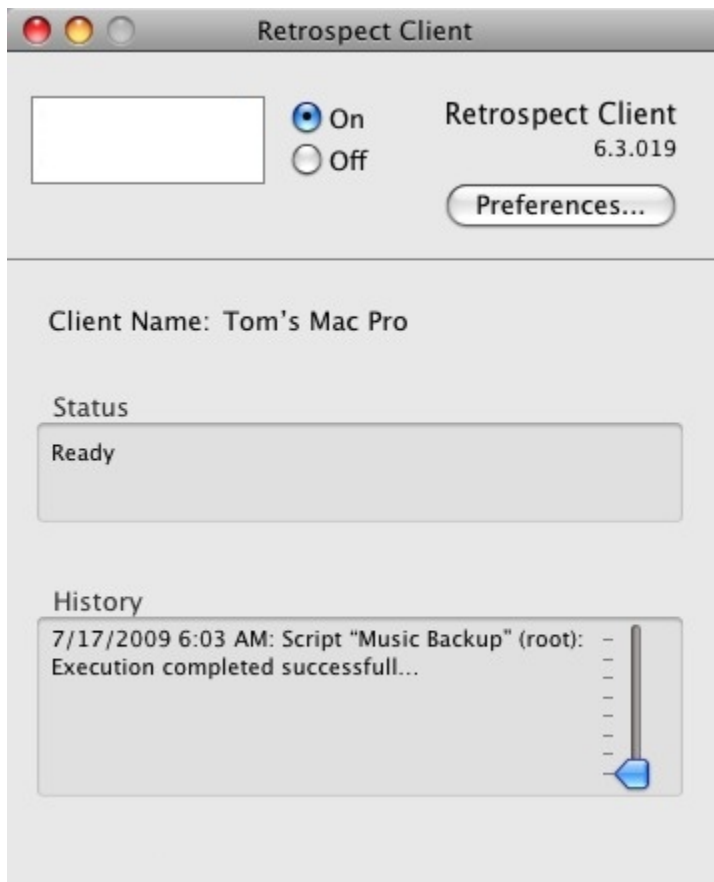 Retrospect Client
On
Off
Retrospect Client
6.3.019
Preferences...
Client Name: Tom’s Mac Pro
Status
Ready
History
7/17/2009 6:03 AM: Script “Music Backup” (root):
Execution completed successfull...